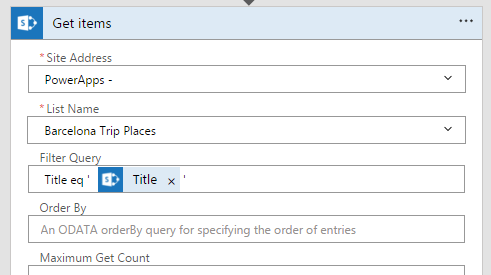 Get items
* Site Address
PowerApps -
* List Name
Barcelona Trip Places
Filter Query
Title eq ' Title x '
Order By
An ODATA orderBy query for specifying the order of entries
Maximum Get Count